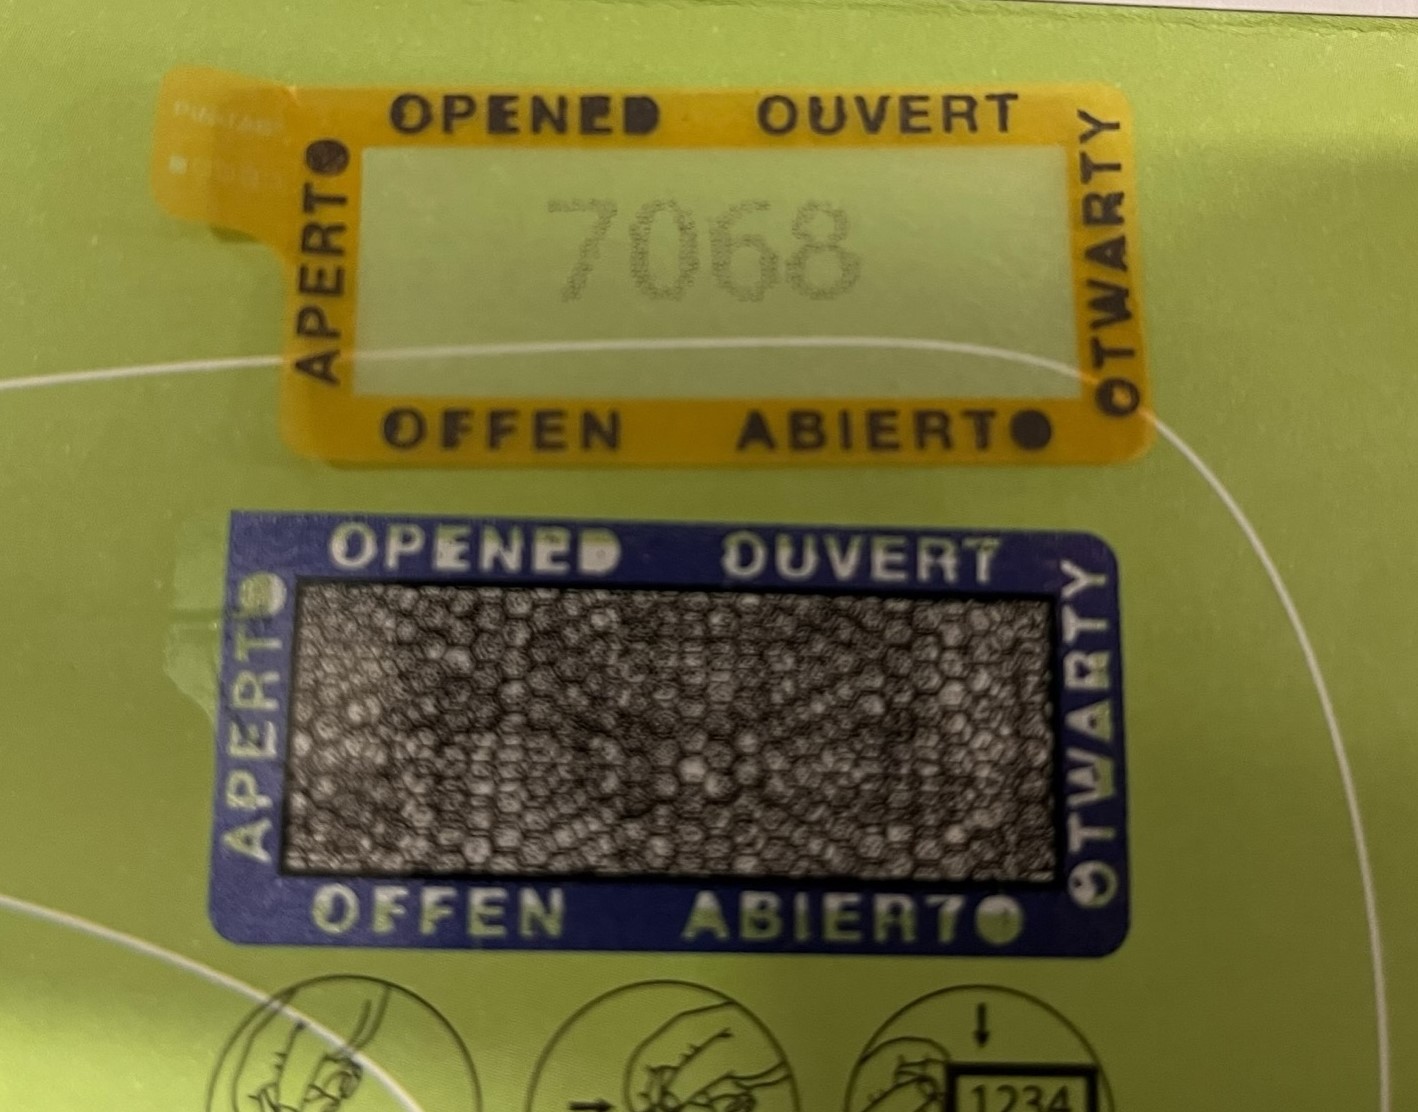 OPENED OUVERT
APERTO
7068
OTWARTY
OFFEN ABIERTO
OPENED OUVERT
APERTO
OTWARTY
OFFEN ABIERTO
1234